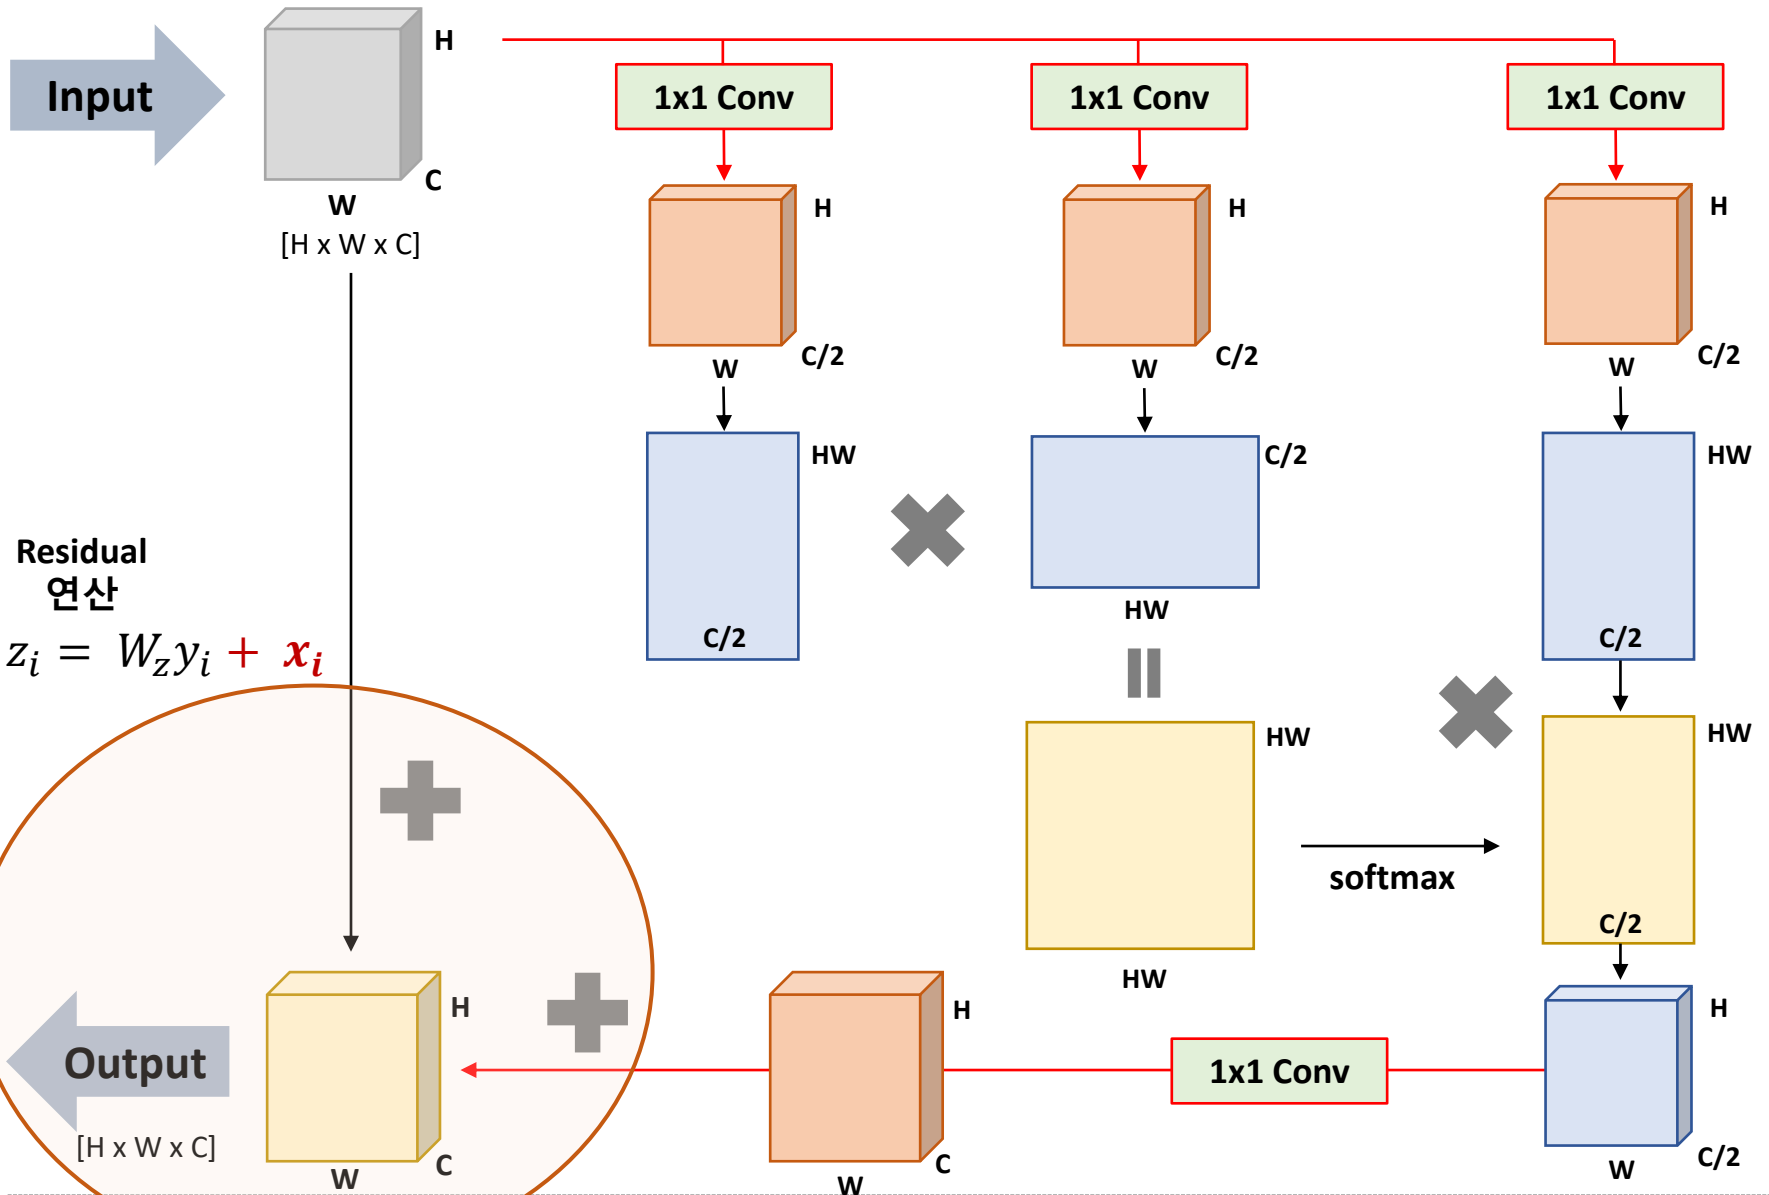 Input
H
C
W
[H x W x C]
1x1 Conv
1x1 Conv
1x1 Conv
H
C/2
W
H
C/2
W
H
C/2
W
HW
C/2
C/2
HW
HW
C/2
Residual
연산
z_i = W_z y_i + x_i
HW
HW
softmax
HW
C/2
H
C/2
W
1x1 Conv
H
C
W
H
C
W
Output
[H x W x C]